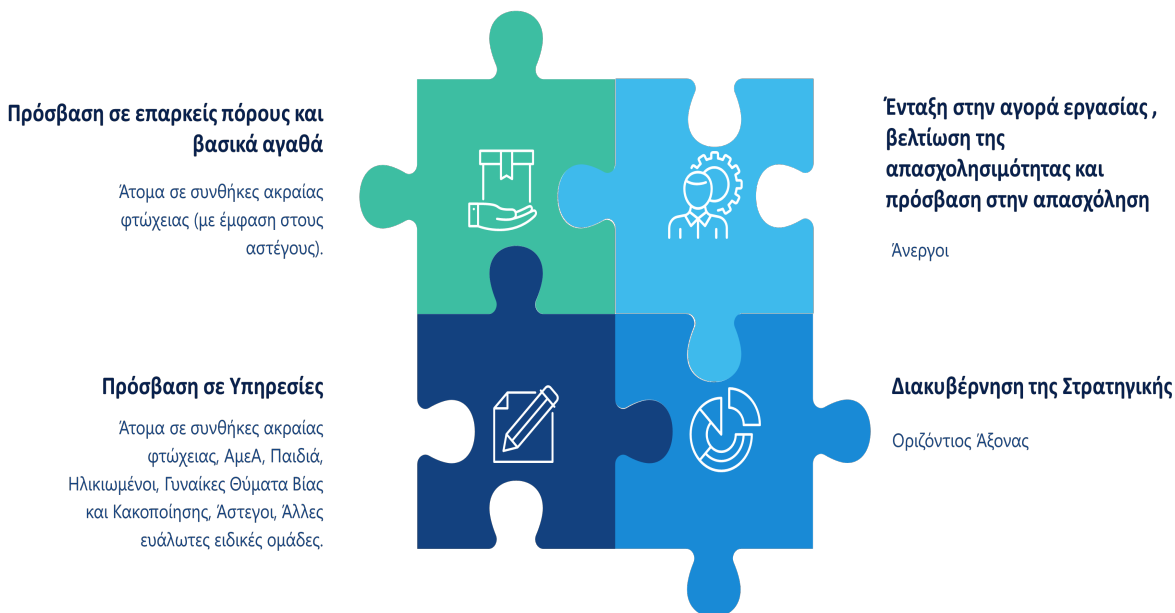 Πρόσβαση σε επαρκείς πόρους και
βασικά αγαθά
Άτομα σε συνθήκες ακραίας
φτώχειας (με έμφαση στους
αστέγους).
Ένταξη στην αγορά εργασίας ,
βελτίωση της
απασχολησιμότητας και
πρόσβαση στην απασχόληση
Άνεργοι
Πρόσβαση σε Υπηρεσίες
Άτομα σε συνθήκες ακραίας
φτώχειας, ΑμεΑ, Παιδιά,
Ηλικιωμένοι, Γυναίκες Θύματα Βίας
και Κακοποίησης, Άστεγοι, Άλλες
ευάλωτες ειδικές ομάδες.
Διακυβέρνηση της Στρατηγικής
Οριζόντιος Άξονας